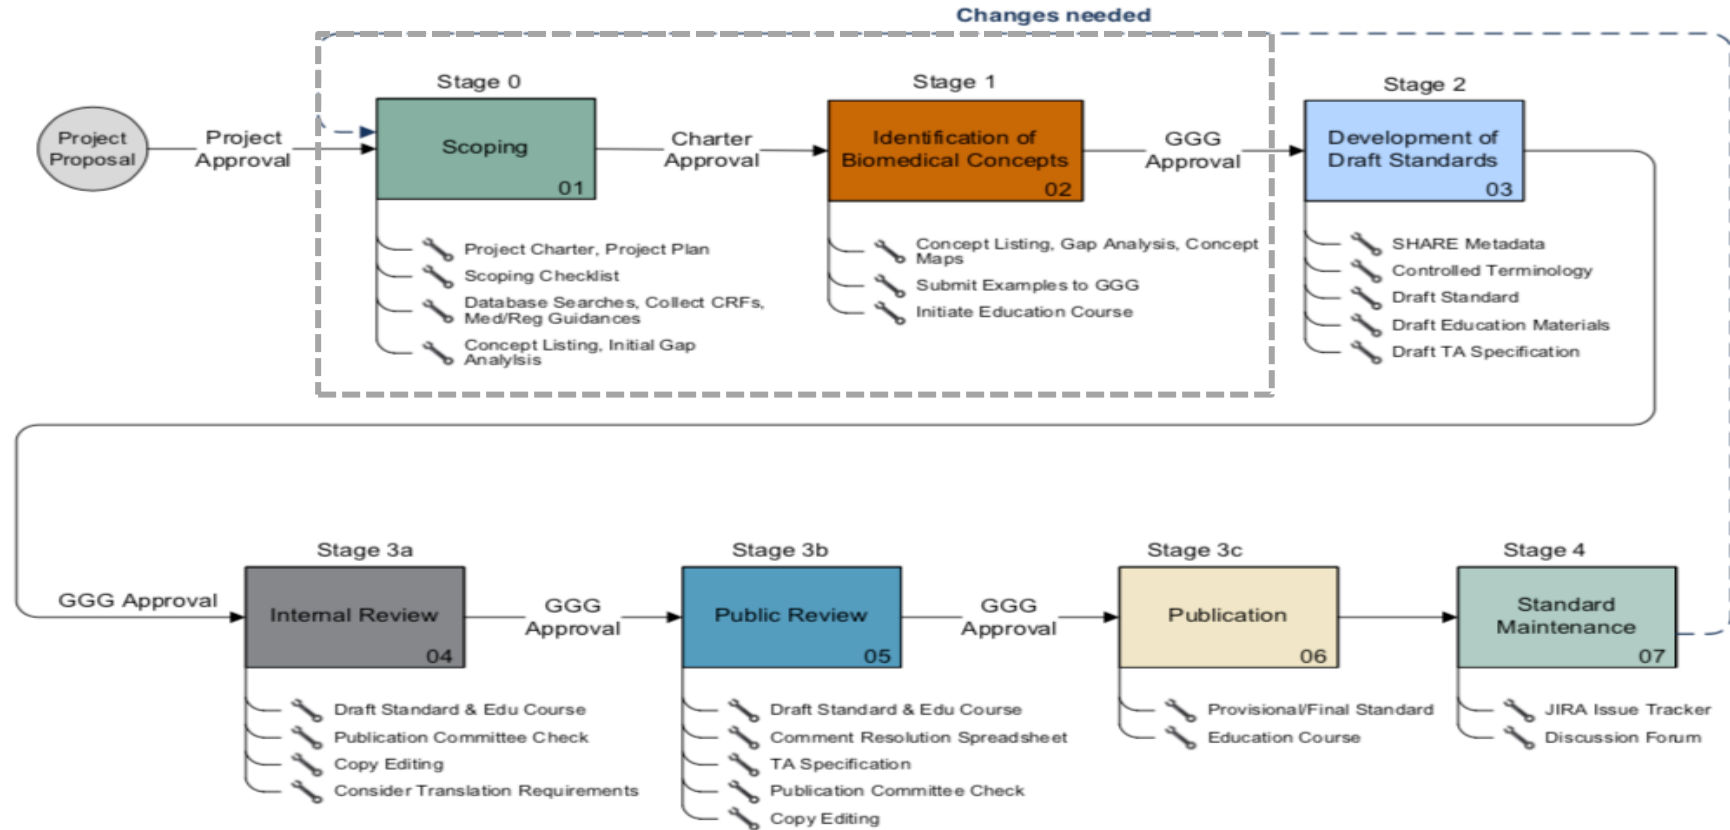 Changes needed
Stage 0
Stage 1
Stage 2
Project
Proposal
Project
Approval
Scoping
01
Charter
Approval
Identification of
Biomedical Concepts
02
GGG
Approval
Development of
Draft Standards
03
Project Charter, Project Plan
Scoping Checklist
Database Searches, Collect CRFs,
Med/Reg Guidances
Concept Listing, Initial Gap
Analylsis
Concept Listing, Gap Analysis, Concept
Maps
Submit Examples to GGG
Initiate Education Course
SHARE Metadata
Controlled Terminology
Draft Standard
Draft Education Materials
Draft TA Specification
Stage 3a
Stage 3b
Stage 3c
Stage 4
GGG Approval
Internal Review
04
GGG
Approval
Public Review
05
GGG
Approval
Publication
06
Standard
Maintenance
07
Draft Standard & Edu Course
Publication Committee Check
Copy Editing
Consider Translation Requirements
Draft Standard & Edu Course
Comment Resolution Spreadsheet
TA Specification
Publication Committee Check
Copy Editing
Provisional/Final Standard
Education Course
JIRA Issue Tracker
Discussion Forum